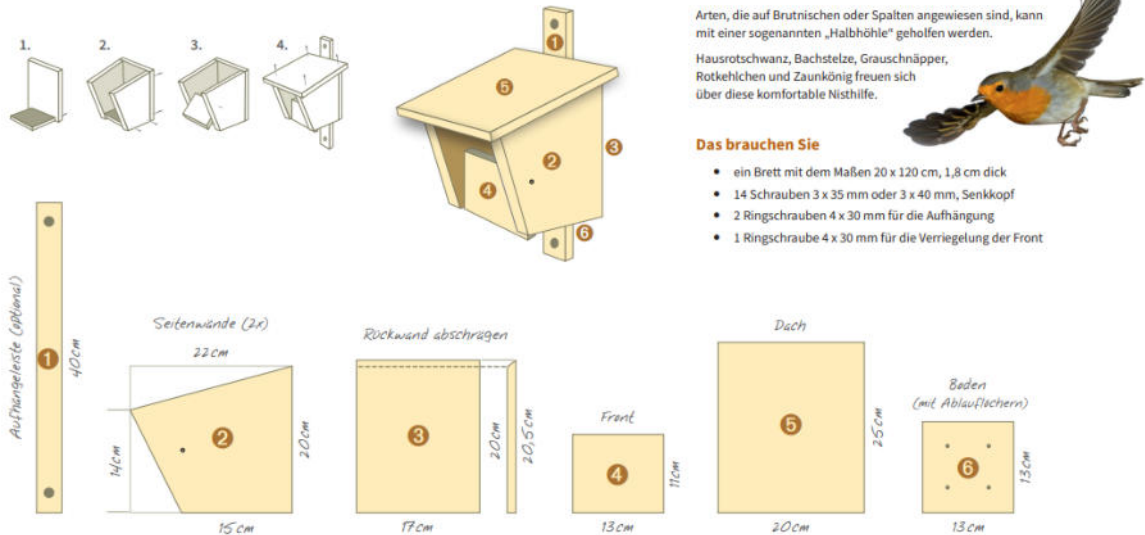 1.
2.
3.
4.
1
5
2
3
4
6
Arten, die auf Brutnischen oder Spalten angewiesen sind, kann
mit einer sogenannten „Halbhöhle“ geholfen werden.
Hausrotschwanz, Bachstelze, Grauschnäpper,
Rotkehlchen und Zaunkönig freuen sich
über diese komfortable Nisthilfe.
Das brauchen Sie
• ein Brett mit dem Maßen 20 x 120 cm, 1,8 cm dick
• 14 Schrauben 3 x 35 mm oder 3 x 40 mm, Senkkopf
• 2 Ringschrauben 4 x 30 mm für die Aufhängung
• 1 Ringschraube 4 x 30 mm für die Verriegelung der Front
Aufhängeleiste (optional)
1
40cm
Seitenwände (2x)
22cm
14cm
2
20cm
15cm
Rückwand abschrägen
3
20cm
20,5cm
17cm
Front
4
11cm
13cm
Dach
5
25cm
20cm
Boden
(mit Ablauflöchern)
6
13cm
13cm